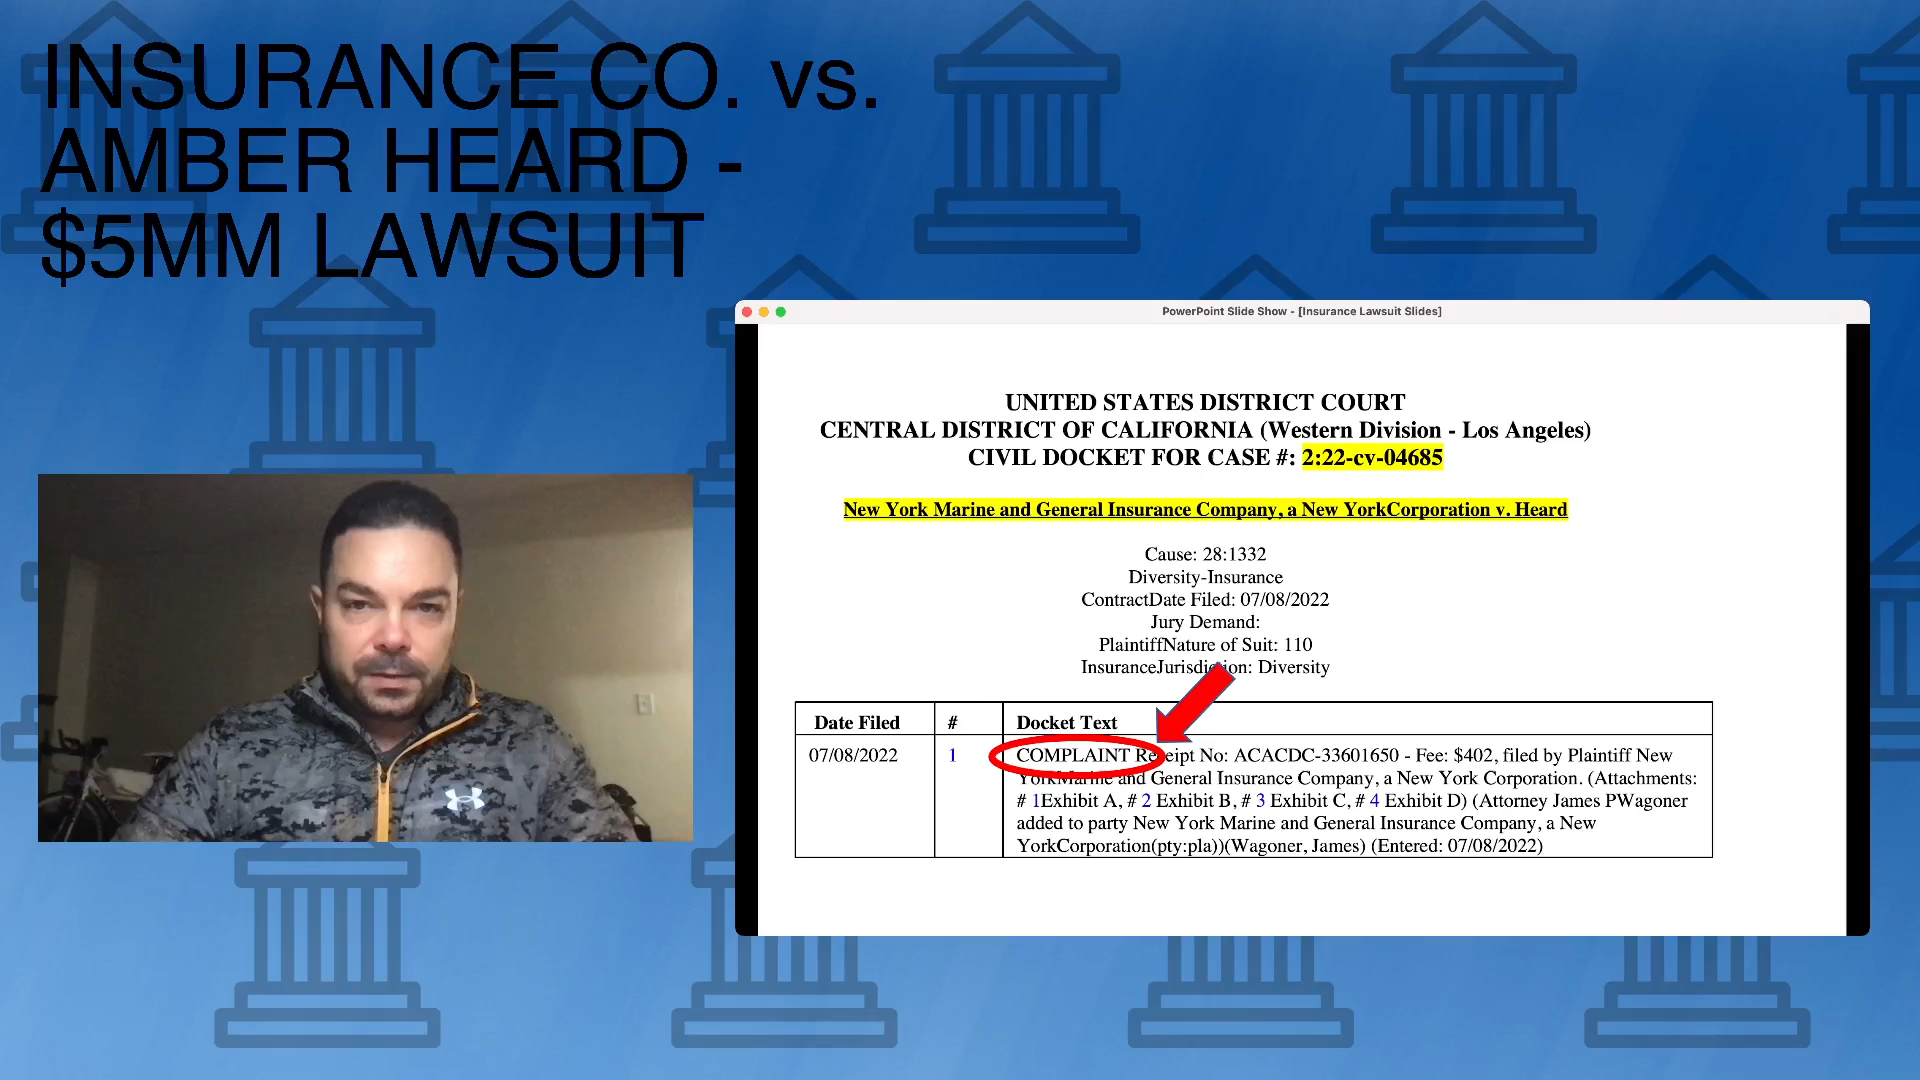 INSURANCE CO. vs.
AMBER HEARD -
$5MM LAWSUIT
PowerPoint Slide Show - [Insurance Lawsuit Slides]
UNITED STATES DISTRICT COURT
CENTRAL DISTRICT OF CALIFORNIA (Western Division - Los Angeles)
CIVIL DOCKET FOR CASE #: 2:22-cv-04685
New York Marine and General Insurance Company, a New YorkCorporation v. Heard
Cause: 28:1332
Diversity-Insurance
ContractDate Filed: 07/08/2022
Jury Demand:
PlaintiffNature of Suit: 110
InsuranceJurisdiction: Diversity
Date Filed # Docket Text
07/08/2022 1 COMPLAINT Receipt No: ACACDC-33601650 - Fee: $402, filed by Plaintiff New
YorkMarine and General Insurance Company, a New York Corporation. (Attachments:
# 1Exhibit A, # 2 Exhibit B, # 3 Exhibit C, # 4 Exhibit D) (Attorney James PWagoner
added to party New York Marine and General Insurance Company, a New
YorkCorporation(pty:pla))(Wagoner, James) (Entered: 07/08/2022)